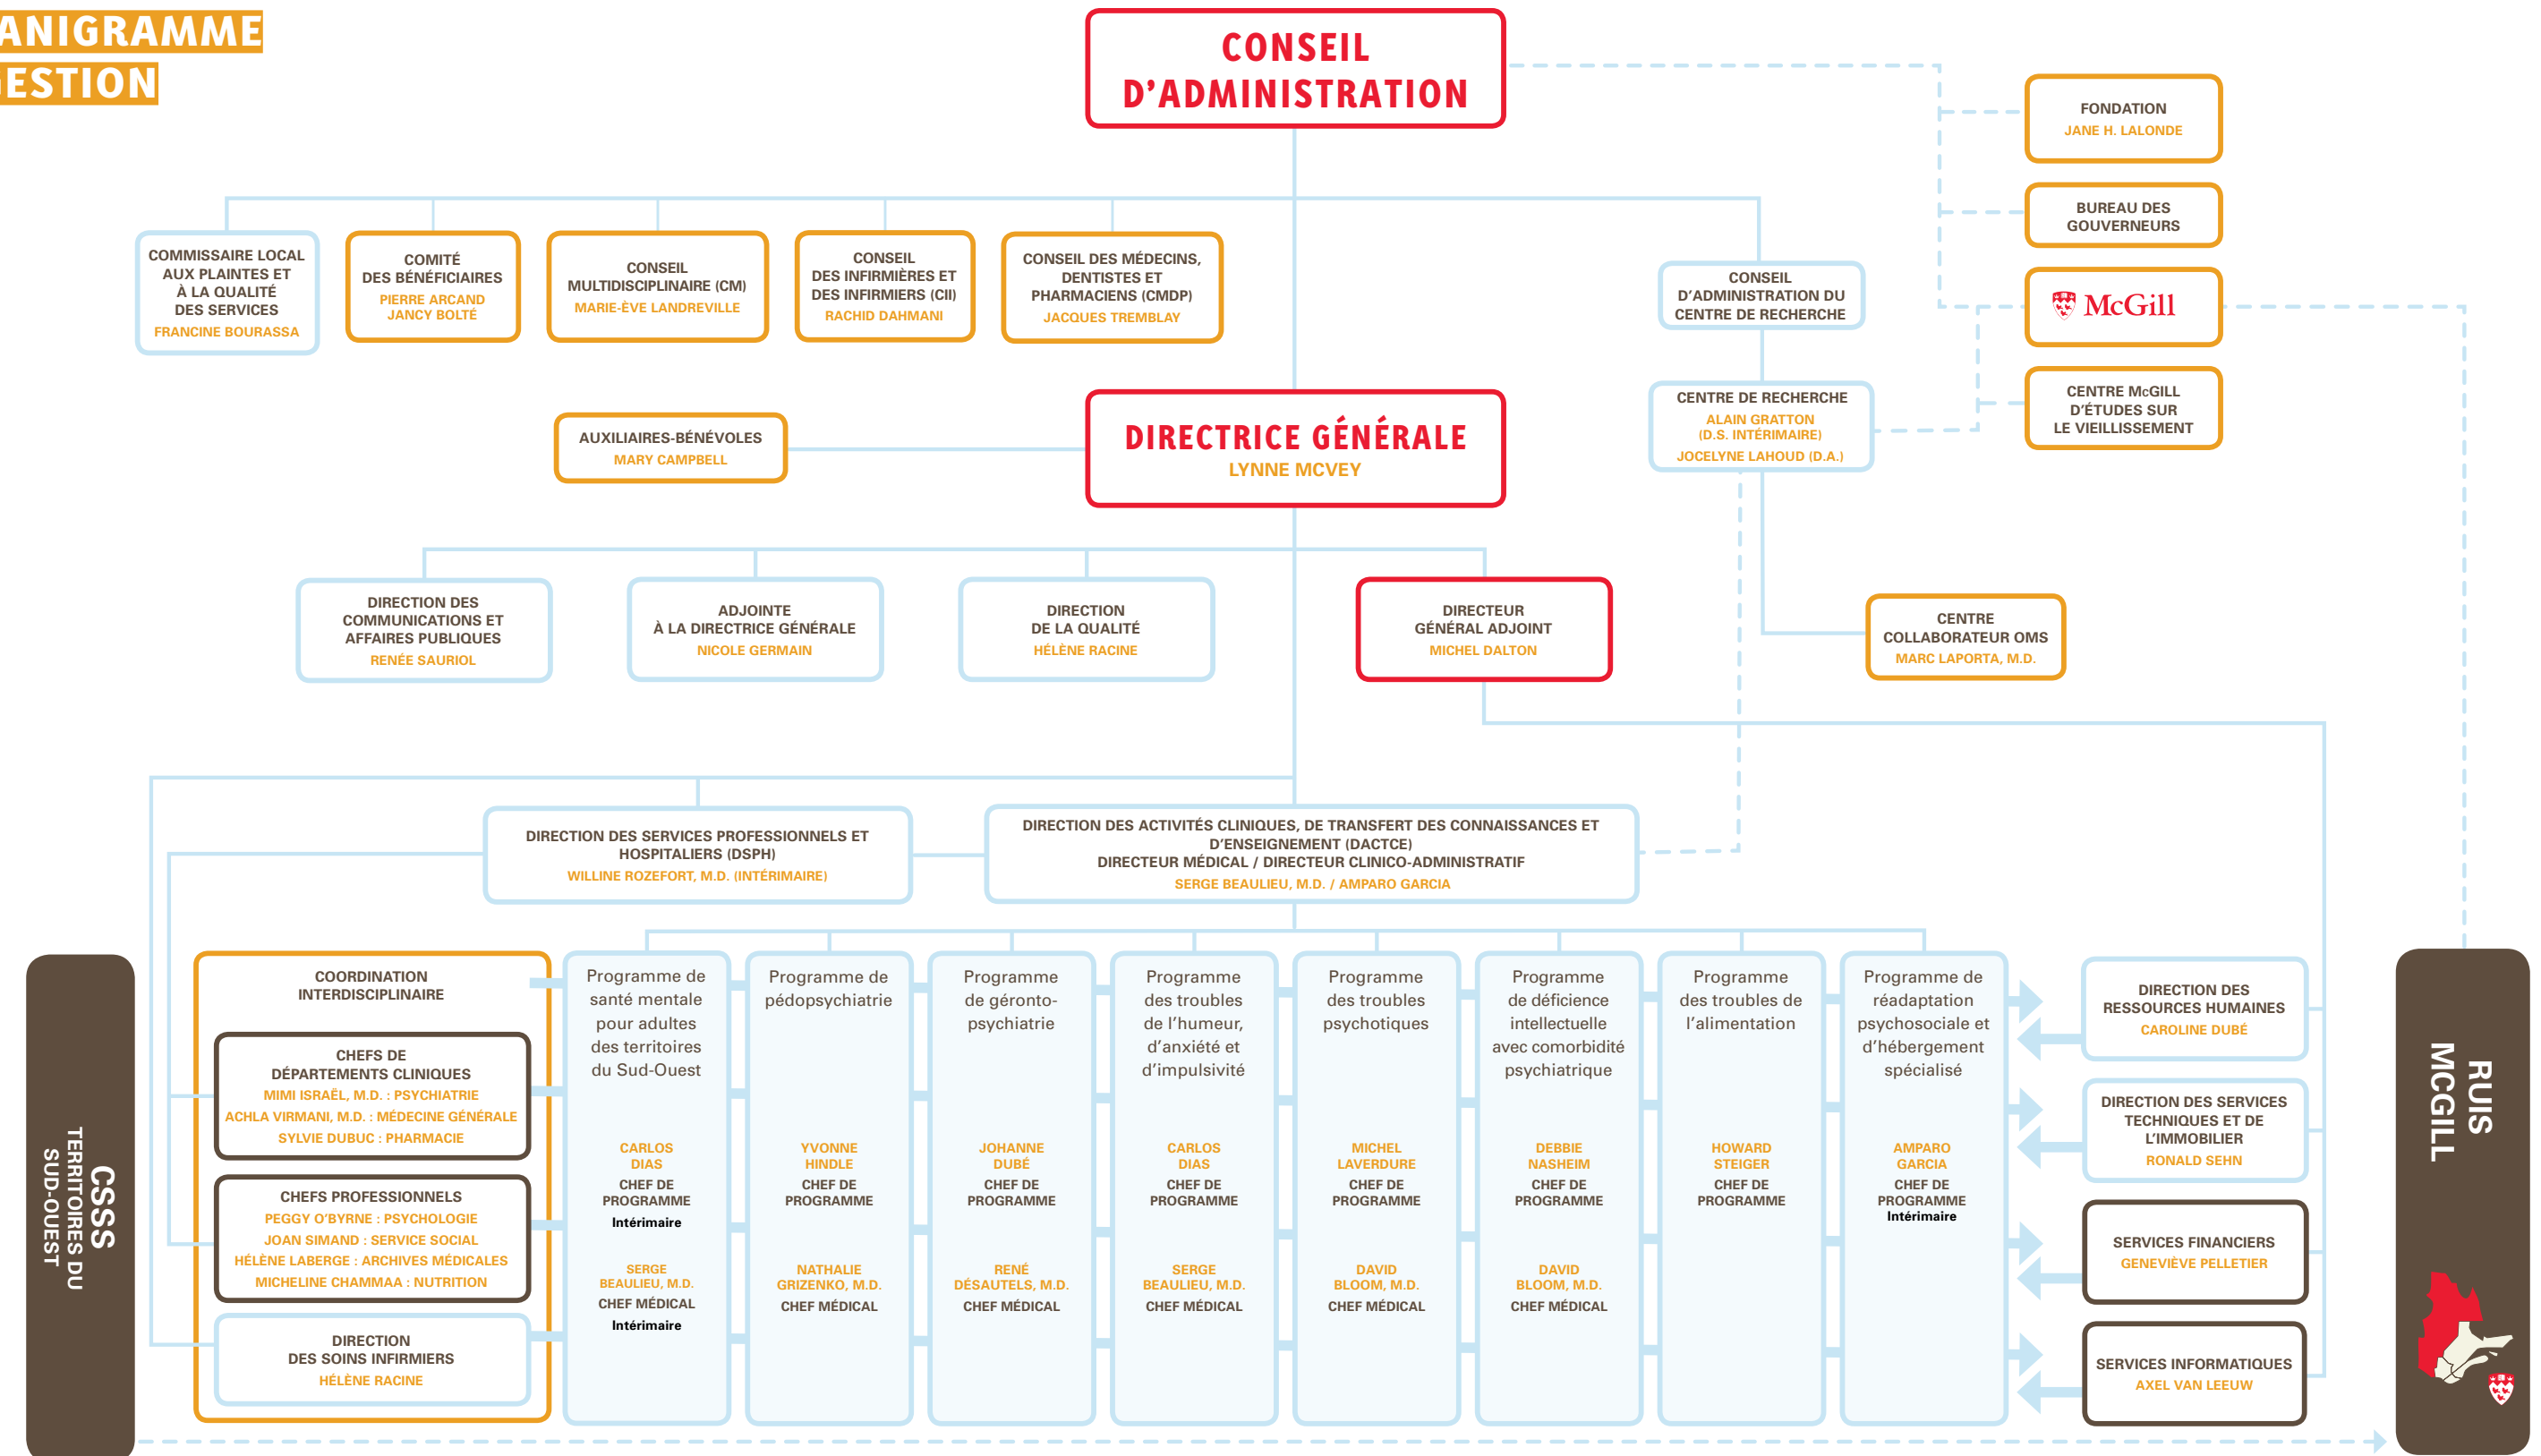 ANIGRAMME
GESTION
CONSEIL
D'ADMINISTRATION
FONDATION
JANE H. LALONDE
BUREAU DES
GOUVERNEURS
McGill
CENTRE McGILL
D'ÉTUDES SUR
LE VIEILLISSEMENT
COMMISSAIRE LOCAL
AUX PLAINTES ET
À LA QUALITÉ
DES SERVICES
FRANCINE BOURASSA
COMITÉ
DES BÉNÉFICIAIRES
PIERRE ARCAND
JANCY BOLTÉ
CONSEIL
MULTIDISCIPLINAIRE (CM)
MARIE-ÈVE LANDREVILLE
CONSEIL
DES INFIRMIÈRES ET
DES INFIRMIERS (CII)
RACHID DAHMANI
CONSEIL DES MÉDECINS,
DENTISTES ET
PHARMACIENS (CMDP)
JACQUES TREMBLAY
CONSEIL
D'ADMINISTRATION DU
CENTRE DE RECHERCHE
CENTRE DE RECHERCHE
ALAIN GRATTON
(D.S. INTÉRIMAIRE)
JOCELYNE LAHOUD (D.A.)
AUXILIAIRES-BÉNÉVOLES
MARY CAMPBELL
DIRECTRICE GÉNÉRALE
LYNNE MCVEY
DIRECTION DES
COMMUNICATIONS ET
AFFAIRES PUBLIQUES
RENÉE SAURIOL
ADJOINTE
À LA DIRECTRICE GÉNÉRALE
NICOLE GERMAIN
DIRECTION
DE LA QUALITÉ
HÉLÈNE RACINE
DIRECTEUR
GÉNÉRAL ADJOINT
MICHEL DALTON
CENTRE
COLLABORATEUR OMS
MARC LAPORTA, M.D.
DIRECTION DES SERVICES PROFESSIONNELS ET
HOSPITALIERS (DSPH)
WILLINE ROZEFORT, M.D. (INTÉRIMAIRE)
DIRECTION DES ACTIVITÉS CLINIQUES, DE TRANSFERT DES CONNAISSANCES ET
D'ENSEIGNEMENT (DACTCE)
DIRECTEUR MÉDICAL / DIRECTEUR CLINICO-ADMINISTRATIF
SERGE BEAULIEU, M.D. / AMPARO GARCIA
CSSS
TERRITOIRES DU
SUD-OUEST
COORDINATION
INTERDISCIPLINAIRE
CHEFS DE
DÉPARTEMENTS CLINIQUES
MIMI ISRAËL, M.D. : PSYCHIATRIE
ACHLA VIRMANI, M.D. : MÉDECINE GÉNÉRALE
SYLVIE DUBUC : PHARMACIE
CHEFS PROFESSIONNELS
PEGGY O'BYRNE : PSYCHOLOGIE
JOAN SIMAND : SERVICE SOCIAL
HÉLÈNE LABERGE : ARCHIVES MÉDICALES
MICHELINE CHAMMAA : NUTRITION
DIRECTION
DES SOINS INFIRMIERS
HÉLÈNE RACINE
Programme de
santé mentale
pour adultes
des territoires
du Sud-Ouest
CARLOS
DIAS
CHEF DE
PROGRAMME
Intérimaire
SERGE
BEAULIEU, M.D.
CHEF MÉDICAL
Intérimaire
Programme de
pédopsychiatrie
YVONNE
HINDLE
CHEF DE
PROGRAMME
NATHALIE
GRIZENKO, M.D.
CHEF MÉDICAL
Programme
de géronto-
psychiatrie
JOHANNE
DUBÉ
CHEF DE
PROGRAMME
RENÉ
DÉSAUTELS, M.D.
CHEF MÉDICAL
Programme
des troubles
de l'humeur,
d'anxiété et
d'impulsivité
CARLOS
DIAS
CHEF DE
PROGRAMME
SERGE
BEAULIEU, M.D.
CHEF MÉDICAL
Programme
des troubles
psychotiques
MICHEL
LAVERDURE
CHEF DE
PROGRAMME
DAVID
BLOOM, M.D.
CHEF MÉDICAL
Programme
de déficience
intellectuelle
avec comorbidité
psychiatrique
DEBBIE
NASHEIM
CHEF DE
PROGRAMME
DAVID
BLOOM, M.D.
CHEF MÉDICAL
Programme
des troubles de
l'alimentation
HOWARD
STEIGER
CHEF DE
PROGRAMME
Programme de
réadaptation
psychosociale et
d'hébergement
spécialisé
AMPARO
GARCIA
CHEF DE
PROGRAMME
Intérimaire
DIRECTION DES
RESSOURCES HUMAINES
CAROLINE DUBÉ
DIRECTION DES SERVICES
TECHNIQUES ET DE
L'IMMOBILIER
RONALD SEHN
SERVICES FINANCIERS
GENEVIÈVE PELLETIER
SERVICES INFORMATIQUES
AXEL VAN LEEUW
RUIS
MCGILL